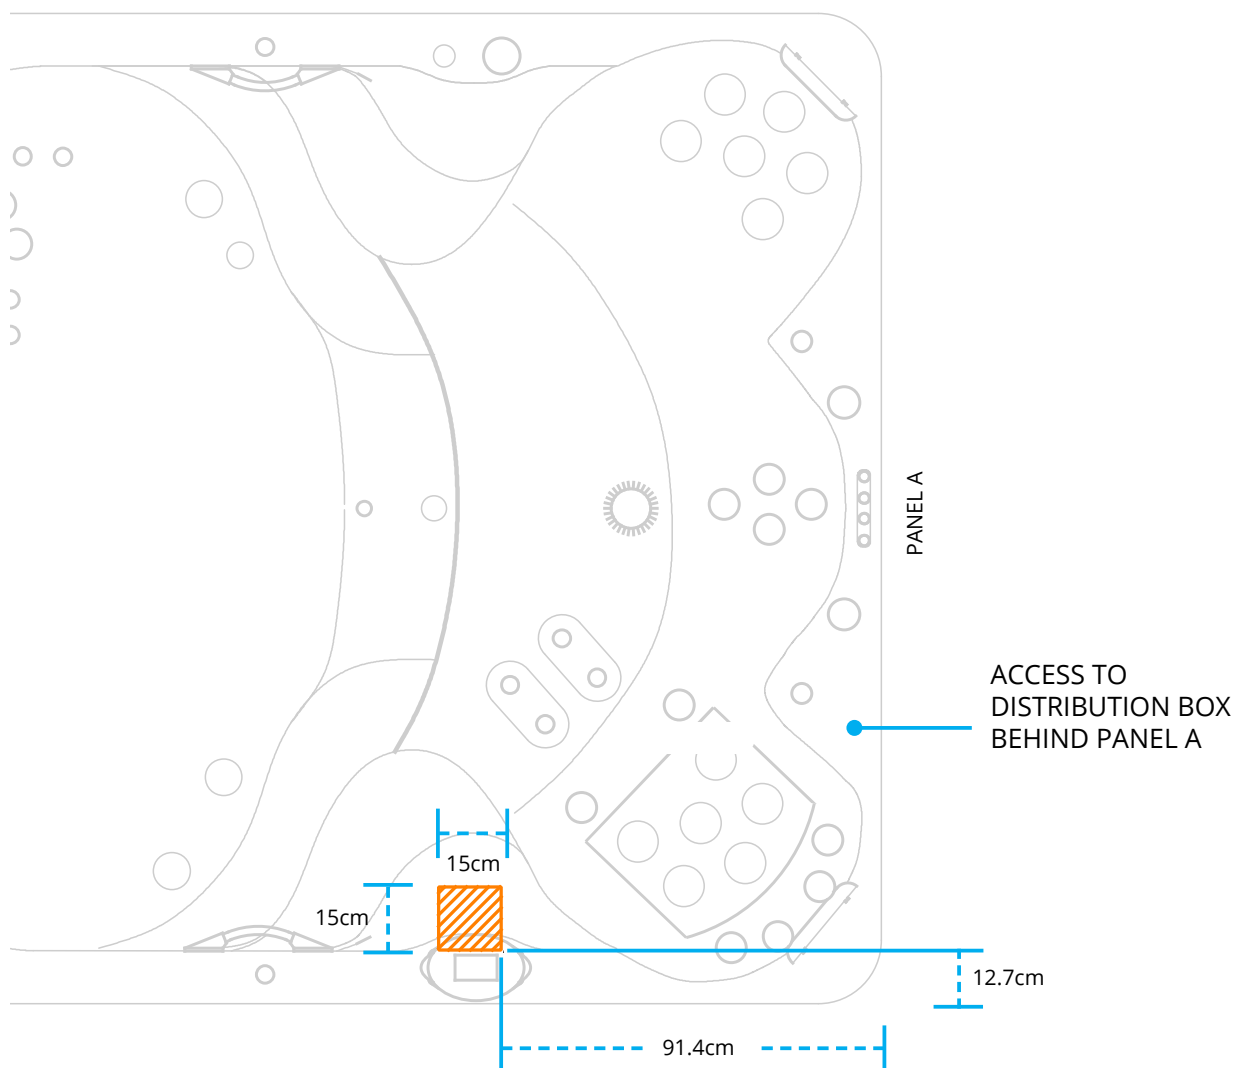 PANEL A
ACCESS TO
DISTRIBUTION BOX
BEHIND PANEL A
15cm
15cm
12.7cm
91.4cm